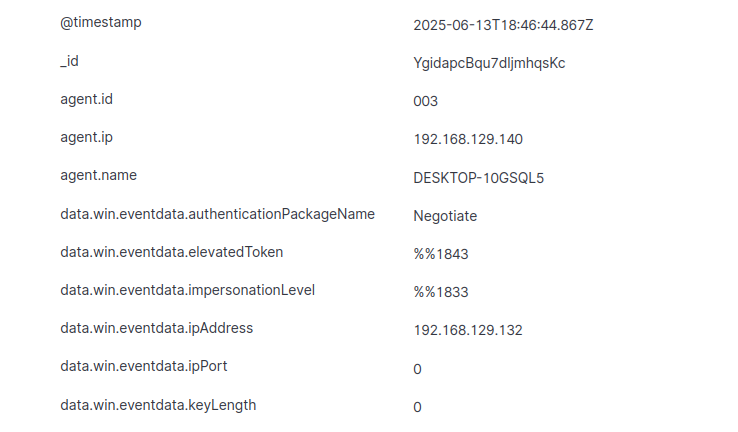 @timestamp 2025-06-13T18:46:44.867Z
_id YgidapcBqu7dljmhqsKc
agent.id 003
agent.ip 192.168.129.140
agent.name DESKTOP-10GSQL5
data.win.eventdata.authenticationPackageName Negotiate
data.win.eventdata.elevatedToken %%1843
data.win.eventdata.impersonationLevel %%1833
data.win.eventdata.ipAddress 192.168.129.132
data.win.eventdata.ipPort 0
data.win.eventdata.keyLength 0